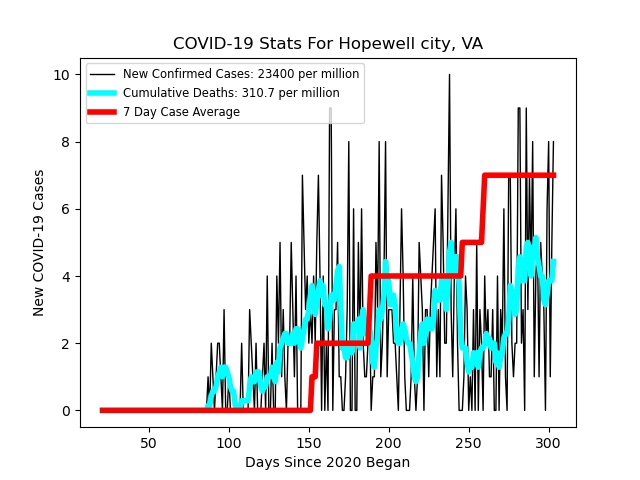 COVID-19 Stats For Hopewell city, VA
New Confirmed Cases: 23400 per million
Cumulative Deaths: 310.7 per million
7 Day Case Average
New COVID-19 Cases
10
8
6
4
2
0
50 100 150 200 250 300
Days Since 2020 Began